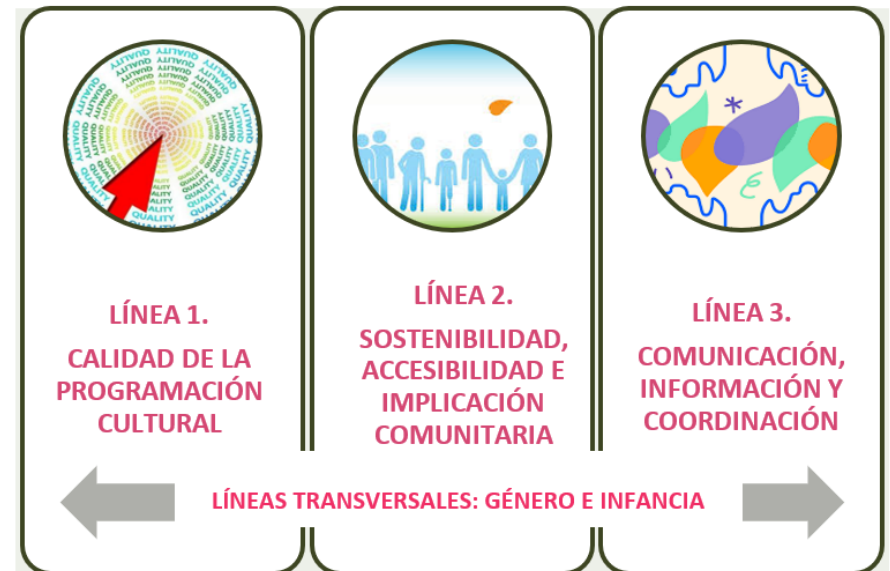 QUALITY
LÍNEA 1.
CALIDAD DE LA
PROGRAMACIÓN
CULTURAL
LÍNEA 2.
SOSTENIBILIDAD,
ACCESIBILIDAD E
IMPLICACIÓN
COMUNITARIA
LÍNEA 3.
COMUNICACIÓN,
INFORMACIÓN Y
COORDINACIÓN
LÍNEAS TRANSVERSALES: GÉNERO E INFANCIA